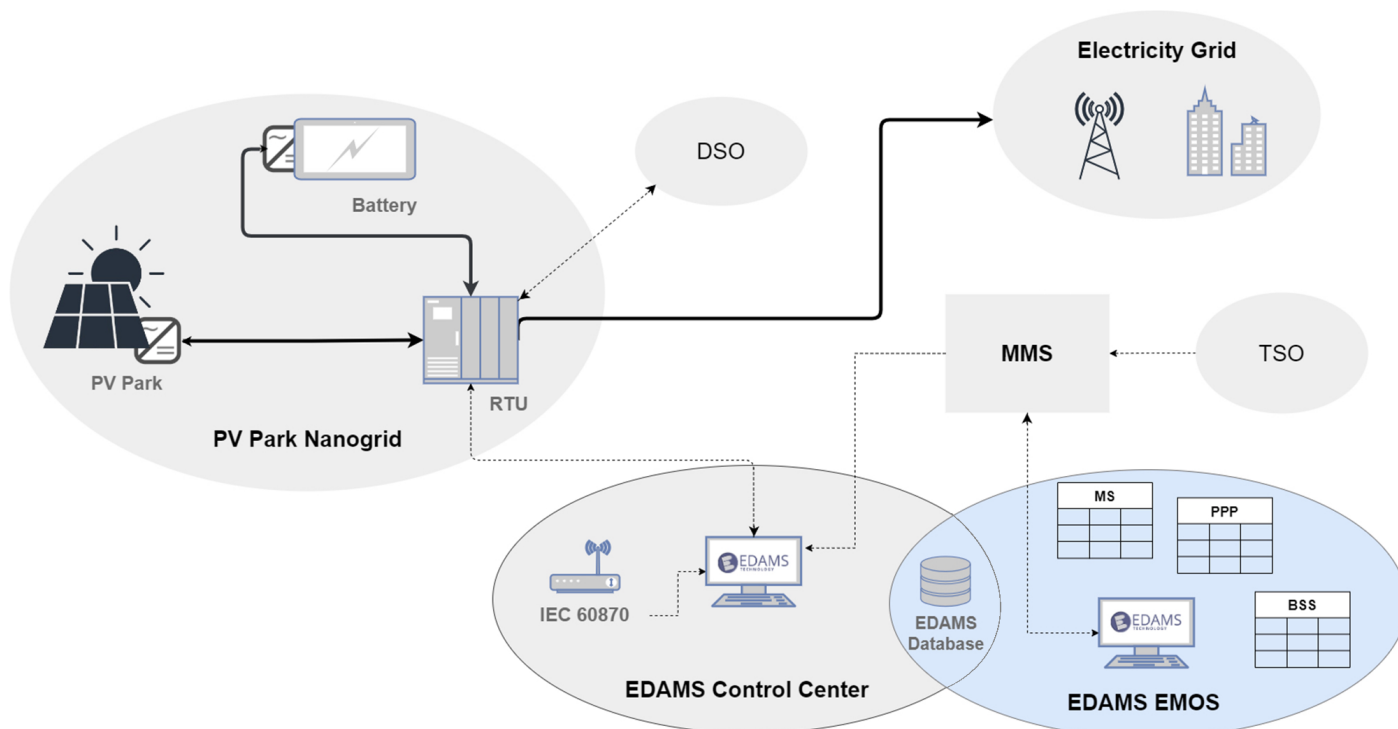 Electricity Grid
DSO
Battery
PV Park
RTU
PV Park Nanogrid
MMS
TSO
MS
PPP
EDAMS
TECHNOLOGY
IEC 60870
EDAMS
Database
BSS
EDAMS
TECHNOLOGY
EDAMS Control Center
EDAMS EMOS